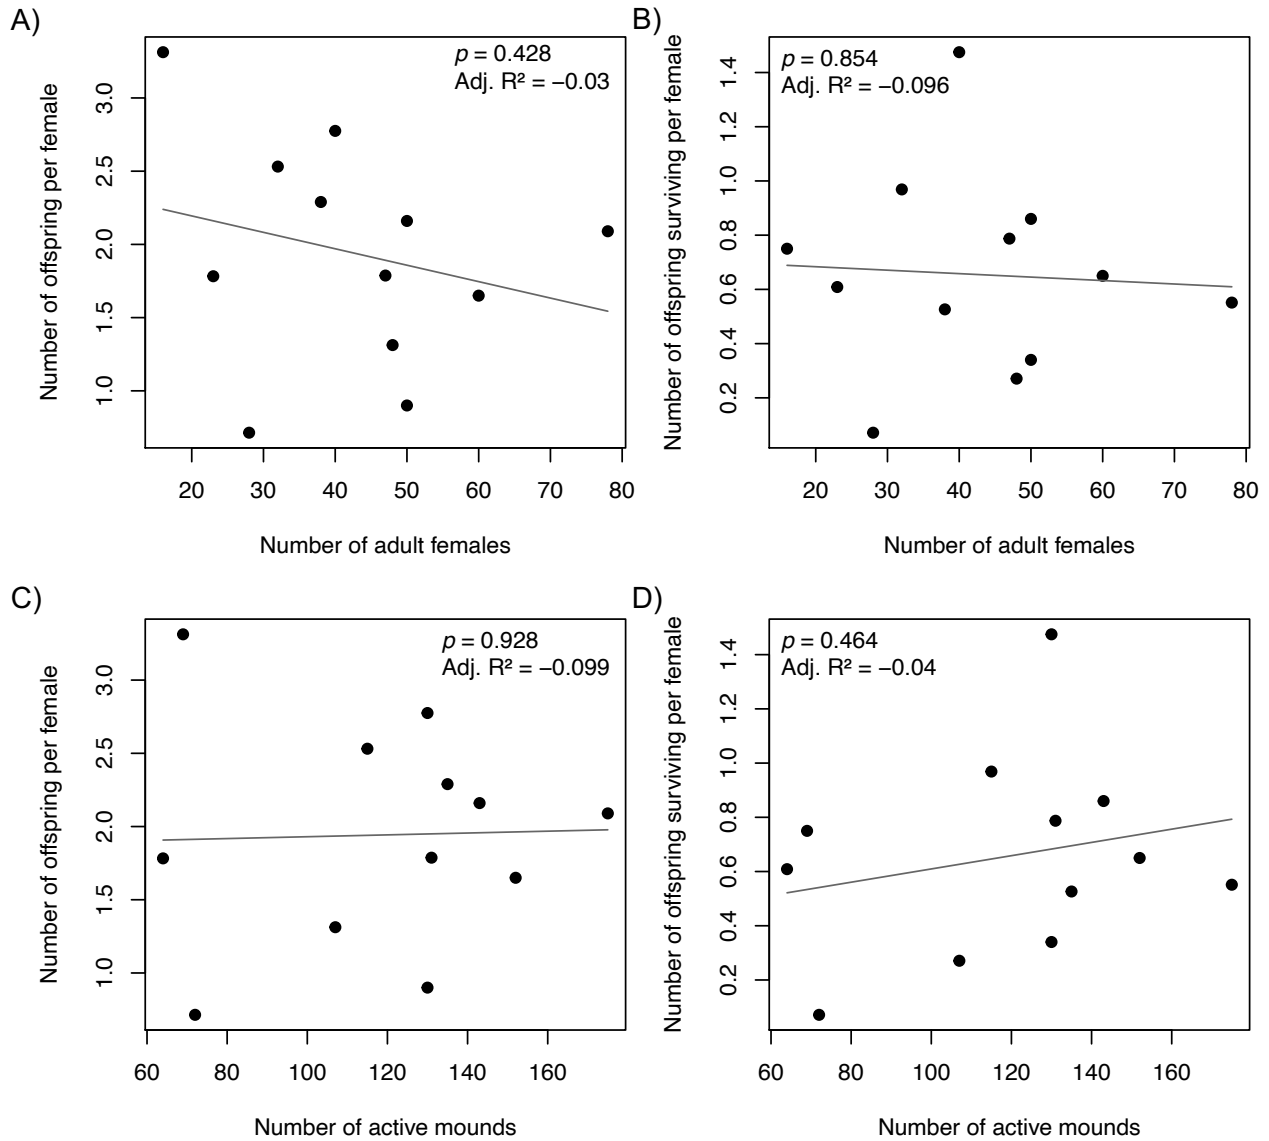 A)
p = 0.428
Adj. R² = −0.03
Number of offspring per female
3.0
2.5
2.0
1.5
1.0
20 30 40 50 60 70 80
Number of adult females
B)
p = 0.854
Adj. R² = −0.096
Number of offspring surviving per female
1.4
1.2
1.0
0.8
0.6
0.4
0.2
20 30 40 50 60 70 80
Number of adult females
C)
p = 0.928
Adj. R² = −0.099
Number of offspring per female
3.0
2.5
2.0
1.5
1.0
60 80 100 120 140 160
Number of active mounds
D)
p = 0.464
Adj. R² = −0.04
Number of offspring surviving per female
1.4
1.2
1.0
0.8
0.6
0.4
0.2
60 80 100 120 140 160
Number of active mounds